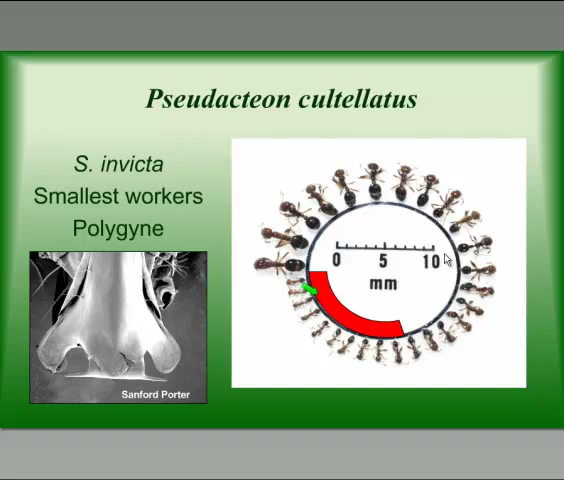 Pseudacteon cultellatus
S. invicta
Smallest workers
Polygyne
0 5 10
mm
Sanford Porter